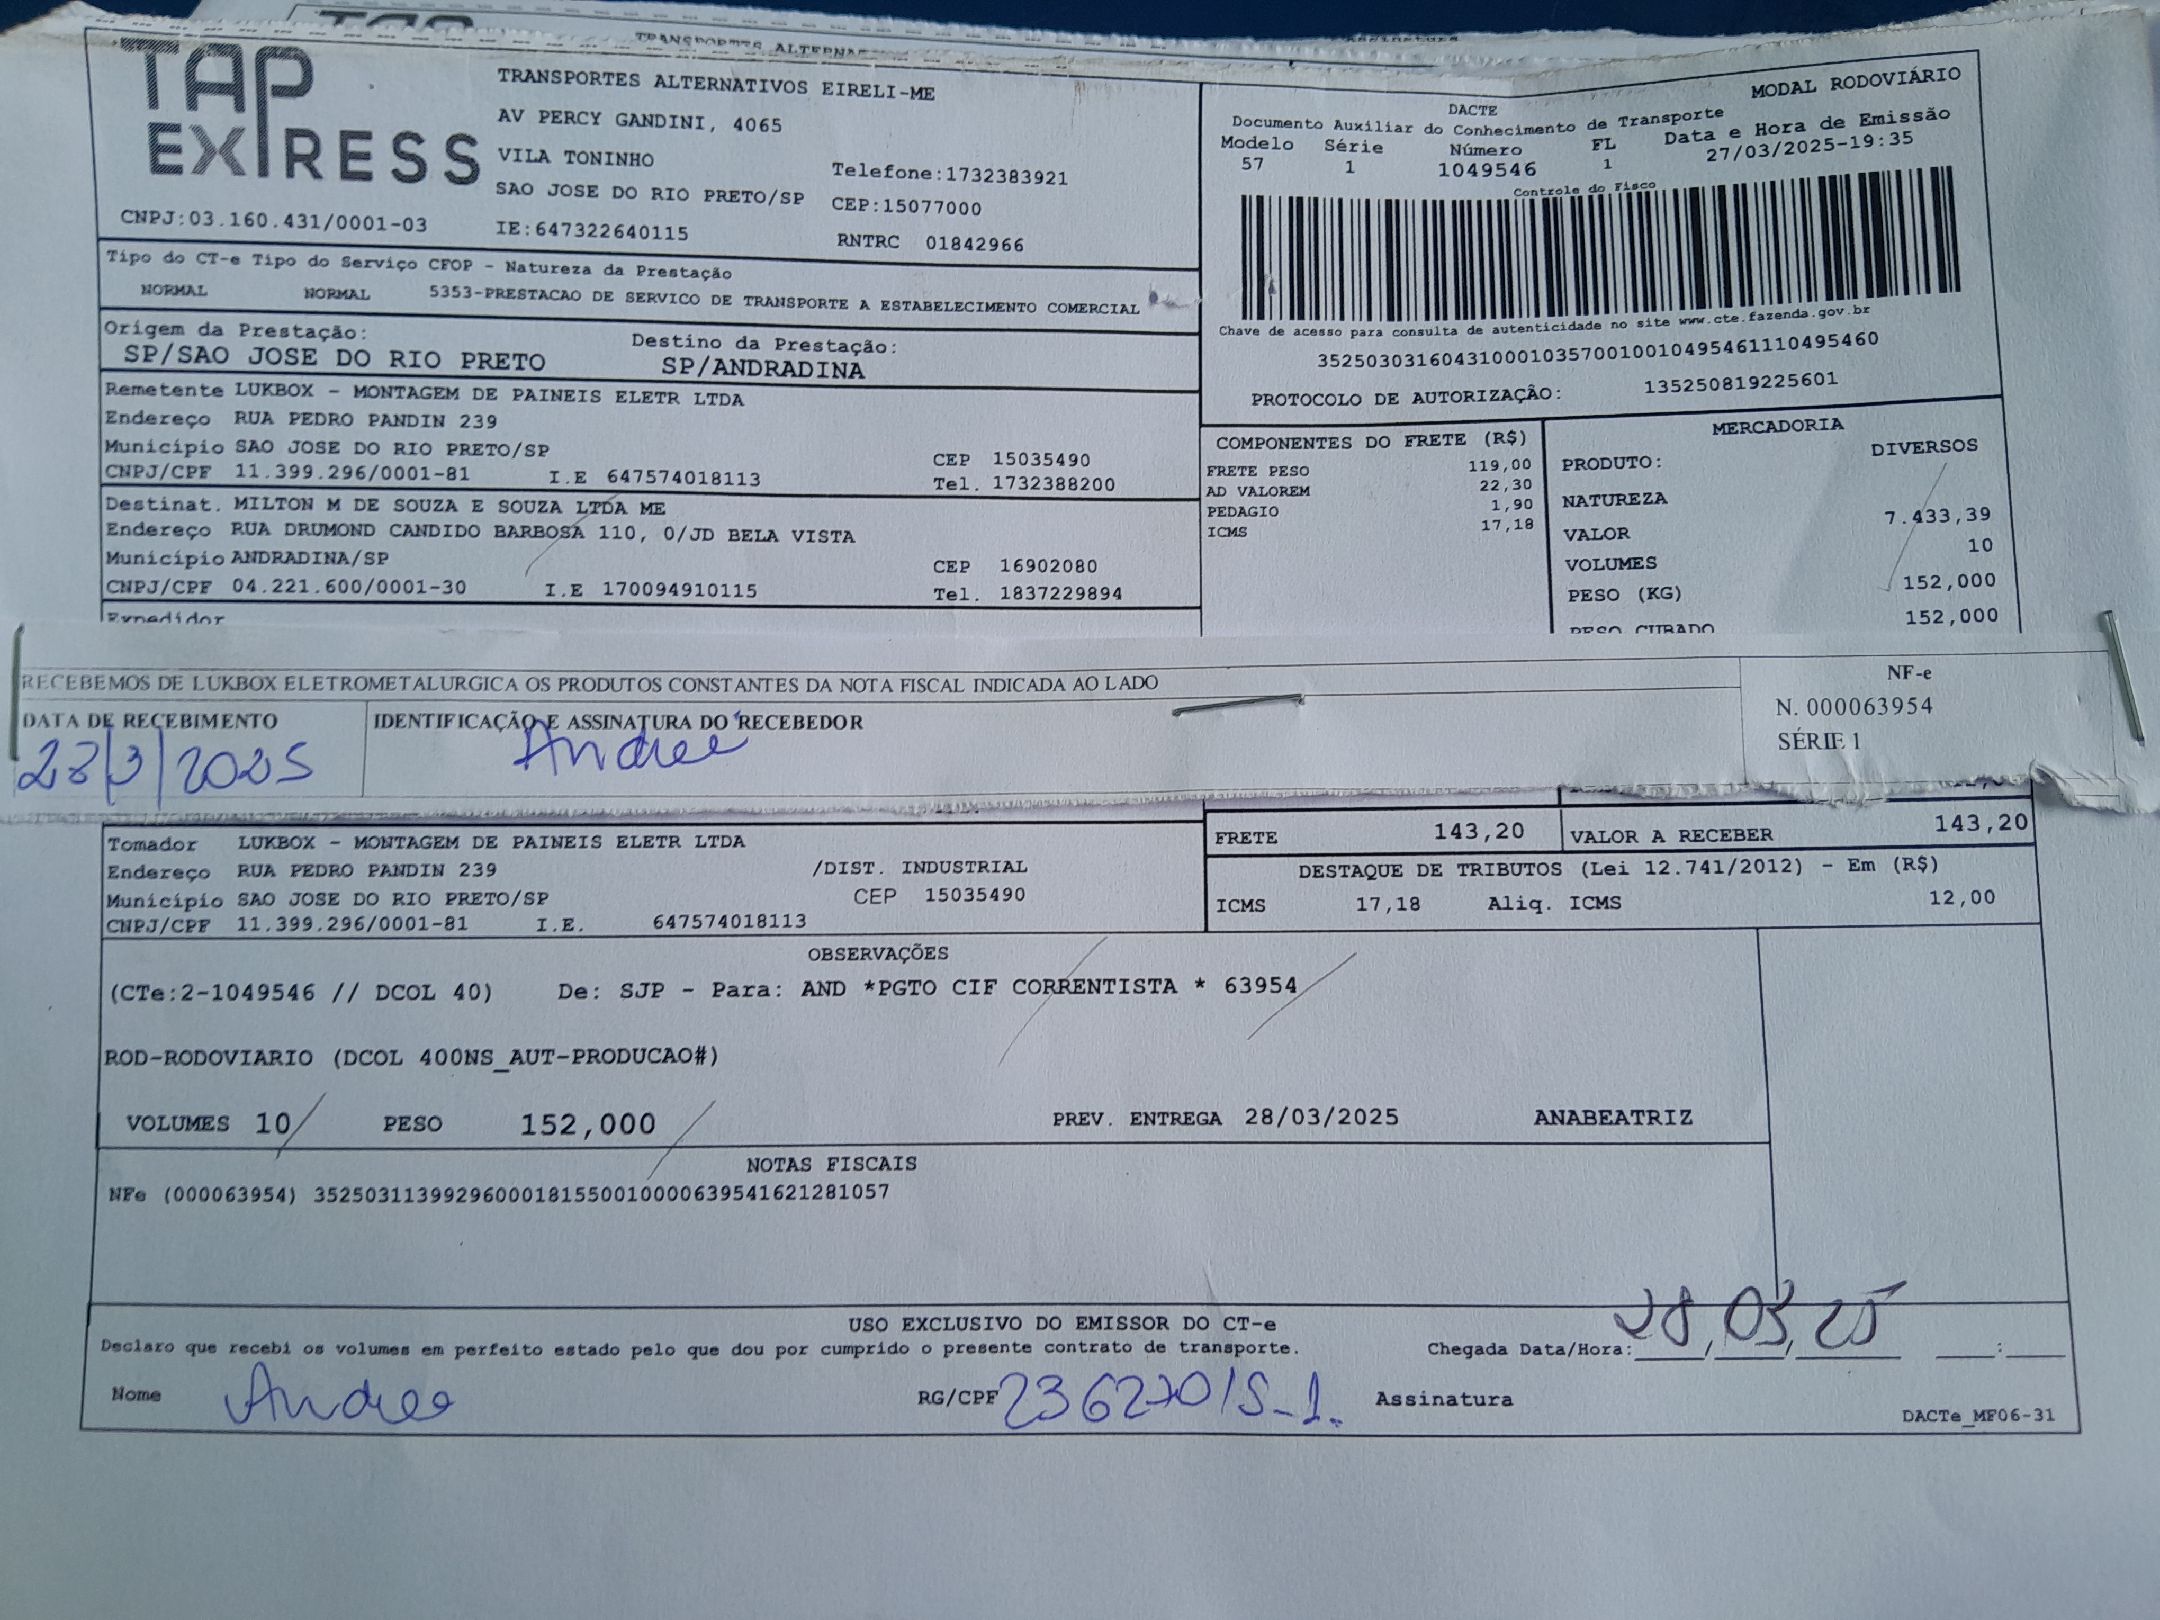 TRANSPORTES ALTERNA
TAP
EXPRESS
CNPJ:03.160.431/0001-03
TRANSPORTES ALTERNATIVOS EIRELI-ME
AV PERCY GANDINI, 4065
VILA TONINHO
SAO JOSE DO RIO PRETO/SP
IE:647322640115
Telefone:1732383921
CEP:15077000
RNTRC 01842966
MODAL RODOVIÁRIO
DACTE
Documento Auxiliar do Conhecimento de Transporte
Modelo Série Número FL Data e Hora de Emissão
57 1 1049546 1 27/03/2025-19:35
Controle do Fisco
Chave de acesso para consulta de autenticidade no site www.cte.fazenda.gov.br
35250303160431000103570010010495461110495460
PROTOCOLO DE AUTORIZAÇÃO: 135250819225601
Tipo do CT-e Tipo do Serviço CFOP - Natureza da Prestação
NORMAL NORMAL 5353-PRESTACAO DE SERVICO DE TRANSPORTE A ESTABELECIMENTO COMERCIAL
Origem da Prestação: Destino da Prestação:
SP/SAO JOSE DO RIO PRETO SP/ANDRADINA
Remetente LUKBOX - MONTAGEM DE PAINEIS ELETR LTDA
Endereço RUA PEDRO PANDIN 239
Município SAO JOSE DO RIO PRETO/SP CEP 15035490
CNPJ/CPF 11.399.296/0001-81 I.E 647574018113 Tel. 1732388200
Destinat. MILTON M DE SOUZA E SOUZA LTDA ME
Endereço RUA DRUMOND CANDIDO BARBOSA 110, 0/JD BELA VISTA
Município ANDRADINA/SP CEP 16902080
CNPJ/CPF 04.221.600/0001-30 I.E 170094910115 Tel. 1837229894
Expedidor
COMPONENTES DO FRETE (R$)
FRETE PESO 119,00
AD VALOREM 22,30
PEDAGIO 1,90
ICMS 17,18
MERCADORIA
PRODUTO: DIVERSOS
NATUREZA
VALOR 7.433,39
VOLUMES 10
PESO (KG) 152,000
PESO CUBADO 152,000
RECEBEMOS DE LUKBOX ELETROMETALURGICA OS PRODUTOS CONSTANTES DA NOTA FISCAL INDICADA AO LADO
DATA DE RECEBIMENTO IDENTIFICAÇÃO E ASSINATURA DO RECEBEDOR
28/3/2025 Andree
NF-e
N. 000063954
SÉRIE 1
Tomador LUKBOX - MONTAGEM DE PAINEIS ELETR LTDA
Endereço RUA PEDRO PANDIN 239 /DIST. INDUSTRIAL
Município SAO JOSE DO RIO PRETO/SP CEP 15035490
CNPJ/CPF 11.399.296/0001-81 I.E. 647574018113
FRETE 143,20 VALOR A RECEBER 143,20
DESTAQUE DE TRIBUTOS (Lei 12.741/2012) - Em (R$)
ICMS 17,18 Aliq. ICMS 12,00
OBSERVAÇÕES
(CTe:2-1049546 // DCOL 40) De: SJP - Para: AND *PGTO CIF CORRENTISTA * 63954
ROD-RODOVIARIO (DCOL 400NS_AUT-PRODUCAO#)
VOLUMES 10 PESO 152,000 PREV. ENTREGA 28/03/2025 ANABEATRIZ
NOTAS FISCAIS
NFe (000063954) 35250311399296000181550010000639541621281057
USO EXCLUSIVO DO EMISSOR DO CT-e
Declaro que recebi os volumes em perfeito estado pelo que dou por cumprido o presente contrato de transporte. Chegada Data/Hora: 28,03,25 :
Nome Andree RG/CPF 23627015-1. Assinatura
DACTe_MF06-31